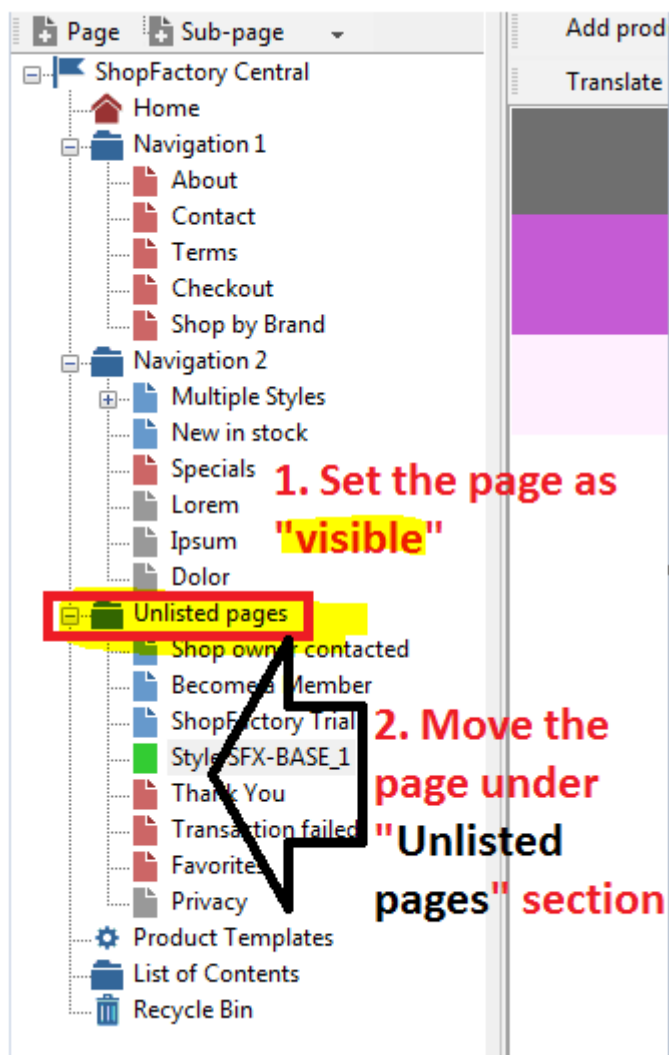 Page Sub-page
Add prod
ShopFactory Central
Translate
Home
Navigation 1
About
Contact
Terms
Checkout
Shop by Brand
Navigation 2
Multiple Styles
New in stock
Specials
Lorem
Ipsum
Dolor
1. Set the page as
"visible"
Unlisted pages
Shop owner contacted
Become a Member
ShopFactory Trial
Style SFX-BASE_1
Thank You
Transaction failed
Favorites
Privacy
2. Move the
page under
"Unlisted
pages" section
Product Templates
List of Contents
Recycle Bin